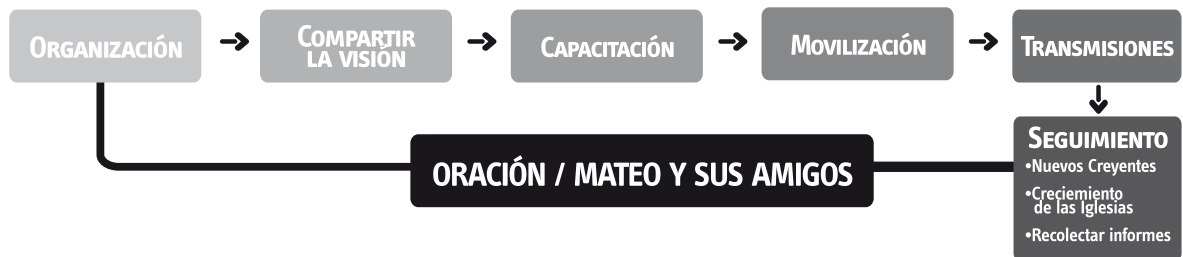 ORGANIZACIÓN
COMPARTIR
LA VISIÓN
CAPACITACIÓN
MOVILIZACIÓN
TRANSMISIONES
SEGUIMIENTO
•Nuevos Creyentes
•Creciemiento
de las Iglesias
•Recolectar informes
ORACIÓN / MATEO Y SUS AMIGOS